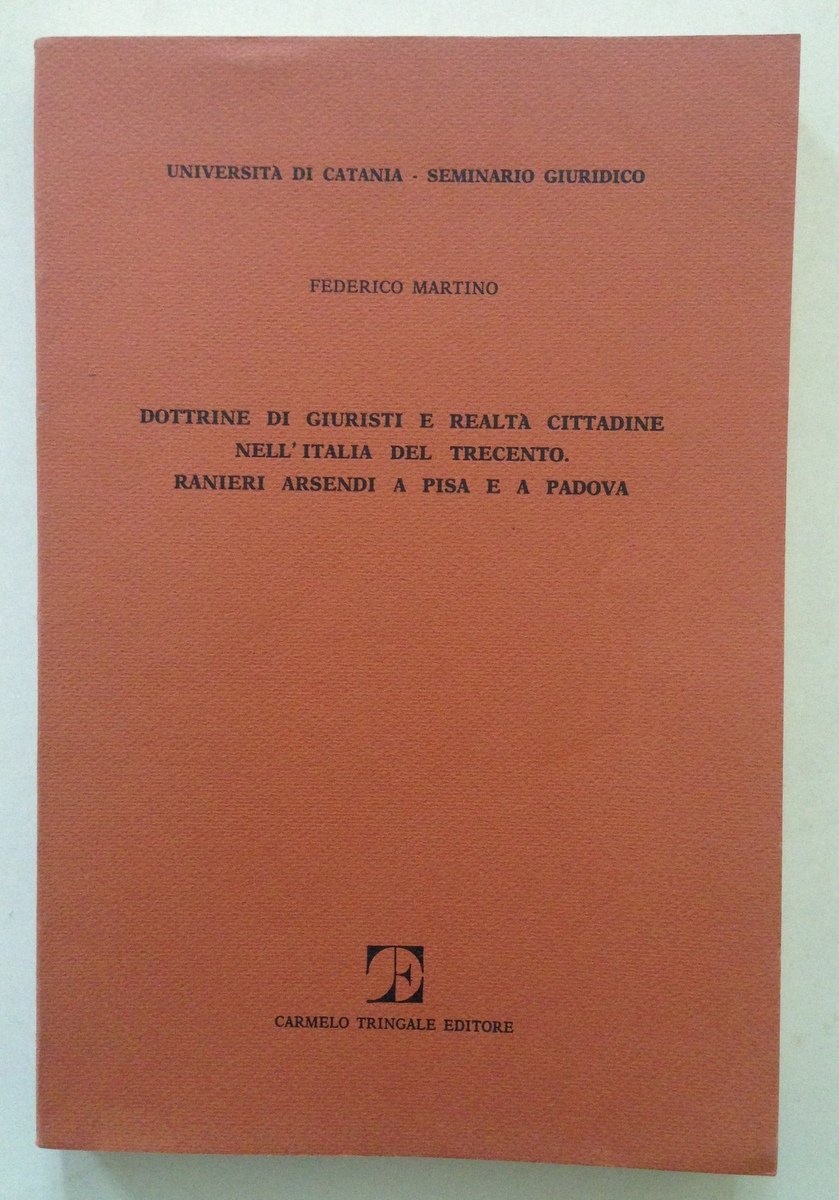 UNIVERSITÀ DI CATANIA - SEMINARIO GIURIDICO
FEDERICO MARTINO
DOTTRINE DI GIURISTI E REALTÀ CITTADINE
NELL'ITALIA DEL TRECENTO.
RANIERI ARSENDI A PISA E A PADOVA
CARMELO TRINGALE EDITORE